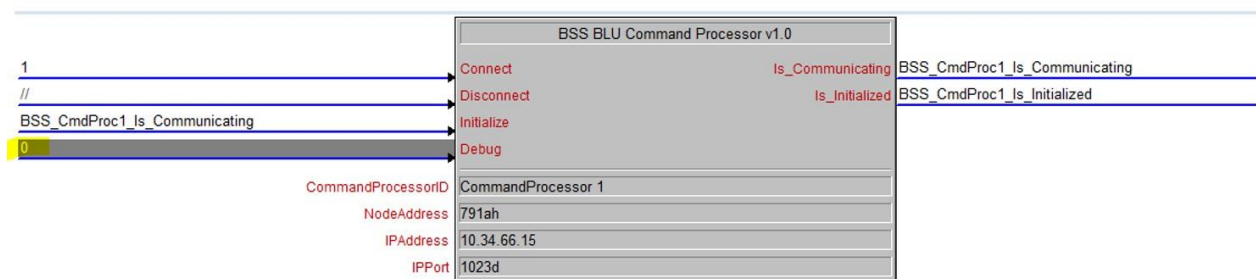 BSS BLU Command Processor v1.0
1 Connect Is_Communicating BSS_CmdProc1_Is_Communicating
// Disconnect Is_Initialized BSS_CmdProc1_Is_Initialized
BSS_CmdProc1_Is_Communicating Initialize
0 Debug
CommandProcessorID CommandProcessor 1
NodeAddress 791ah
IPAddress 10.34.66.15
IPPort 1023d